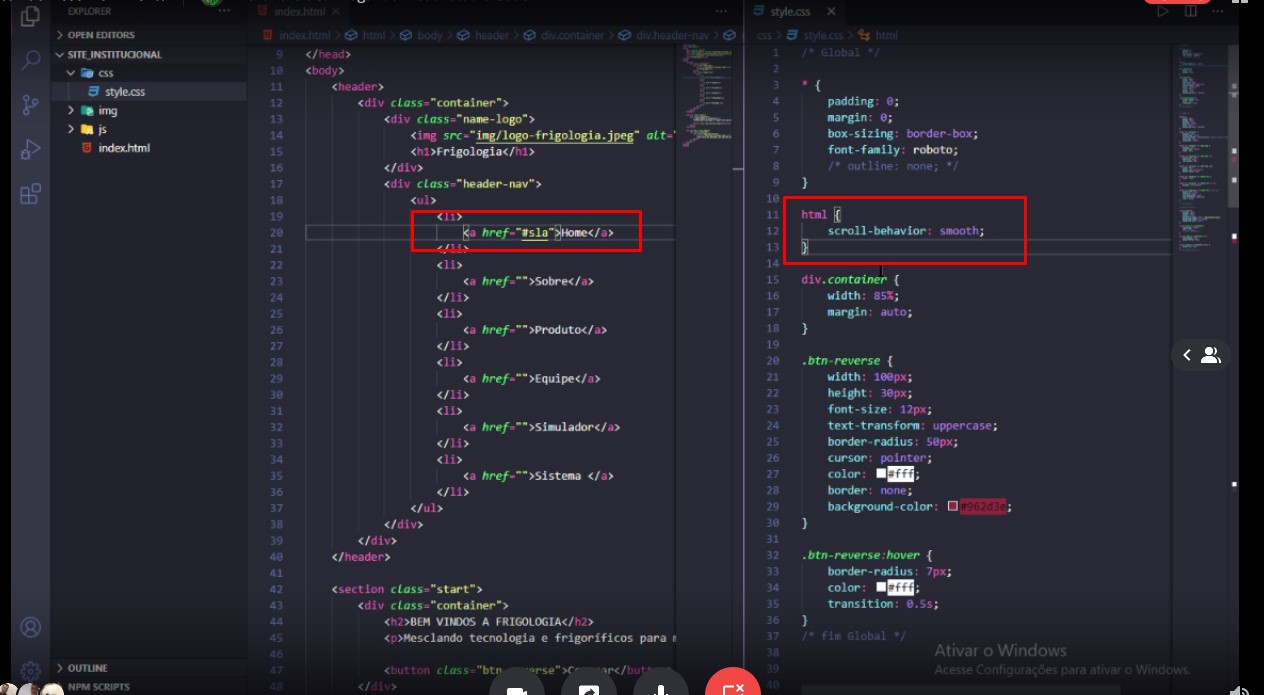 EXPLORER
OPEN EDITORS
SITE_INSTITUCIONAL
css
style.css
img
js
index.html
OUTLINE
NPM SCRIPTS
index.html
index.html > html > body > header > div.container > div.header-nav >
9 </head>
10 <body>
11 <header>
12 <div class="container">
13 <div class="name-logo">
14 <img src="img/logo-frigologia.jpeg" alt="
15 <h1>Frigologia</h1>
16 </div>
17 <div class="header-nav">
18 <ul>
19 <li>
20 <a href="#sla">Home</a>
21 </li>
22 <li>
23 <a href="">Sobre</a>
24 </li>
25 <li>
26 <a href="">Produto</a>
27 </li>
28 <li>
29 <a href="">Equipe</a>
30 </li>
31 <li>
32 <a href="">Simulador</a>
33 </li>
34 <li>
35 <a href="">Sistema </a>
36 </li>
37 </ul>
38 </div>
39 </div>
40 </header>
41
42 <section class="start">
43 <div class="container">
44 <h2>BEM VINDOS A FRIGOLOGIA</h2>
45 <p>Mesclando tecnologia e frigoríficos para
46
47 <button class="btn
48 </div>
style.css
css > style.css > html
1 /* Global */
2
3 * {
4 padding: 0;
5 margin: 0;
6 box-sizing: border-box;
7 font-family: roboto;
8 /* outline: none; */
9 }
10
11 html {
12 scroll-behavior: smooth;
13 }
14
15 div.container {
16 width: 85%;
17 margin: auto;
18 }
19
20 .btn-reverse {
21 width: 100px;
22 height: 30px;
23 font-size: 12px;
24 text-transform: uppercase;
25 border-radius: 50px;
26 cursor: pointer;
27 color: #fff;
28 border: none;
29 background-color: #962d3e;
30 }
31
32 .btn-reverse:hover {
33 border-radius: 7px;
34 color: #fff;
35 transition: 0.5s;
36 }
37 /* fim Global */
38
39
40
Ativar o Windows
Acesse Configurações para ativar o Windows.